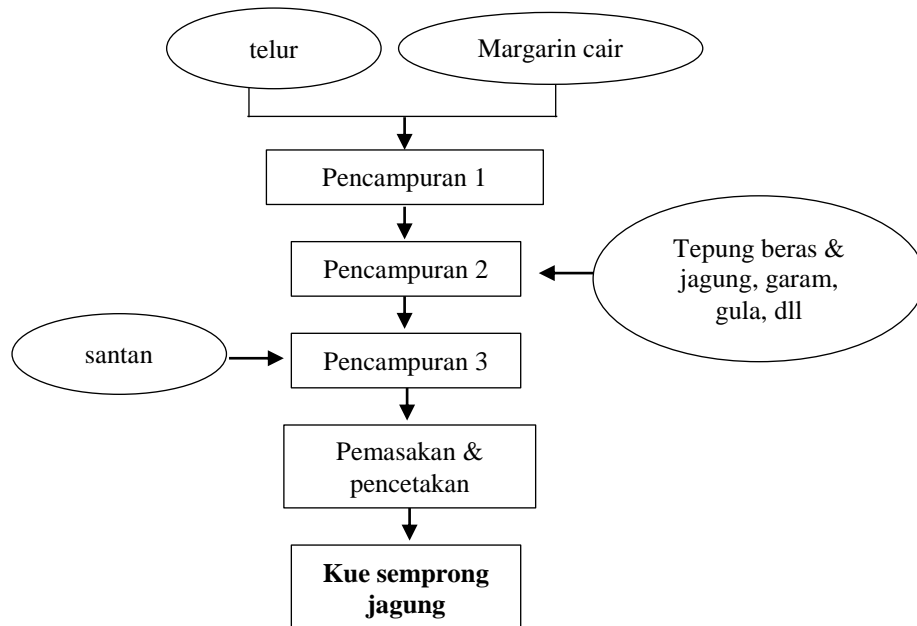 telur
Margarin cair
Pencampuran 1
Pencampuran 2
Tepung beras &
jagung, garam,
gula, dll
santan
Pencampuran 3
Pemasakan &
pencetakan
Kue semprong
jagung